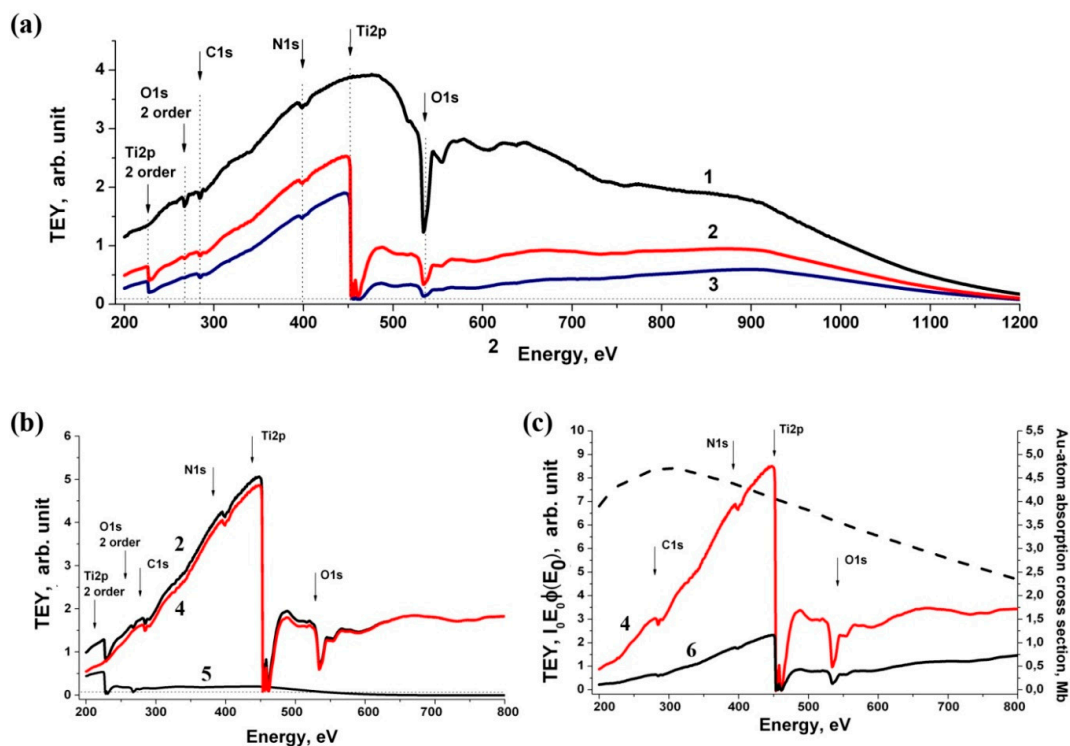 (a)
C1s
N1s
Ti2p
O1s
2 order
O1s
Ti2p
2 order
TEY, arb. unit
4
3
2
1
0
1
2
3
200 300 400 500 600 700 800 900 1000 1100 1200
2
Energy, eV
(b)
TEY, arb. unit
6
5
4
3
2
1
0
Ti2p
N1s
O1s
2 order
C1s
Ti2p
2 order
2
4
O1s
5
200 300 400 500 600 700 800
Energy, eV
(c)
TEY, I₀E₀ϕ(E₀), arb. unit
10
9
8
7
6
5
4
3
2
1
0
Ti2p
N1s
C1s
O1s
4
6
200 300 400 500 600 700 800
Energy, eV
5,5
5,0
4,5
4,0
3,5
3,0
2,5
2,0
1,5
1,0
0,5
0,0
Au-atom absorption cross section, Mb